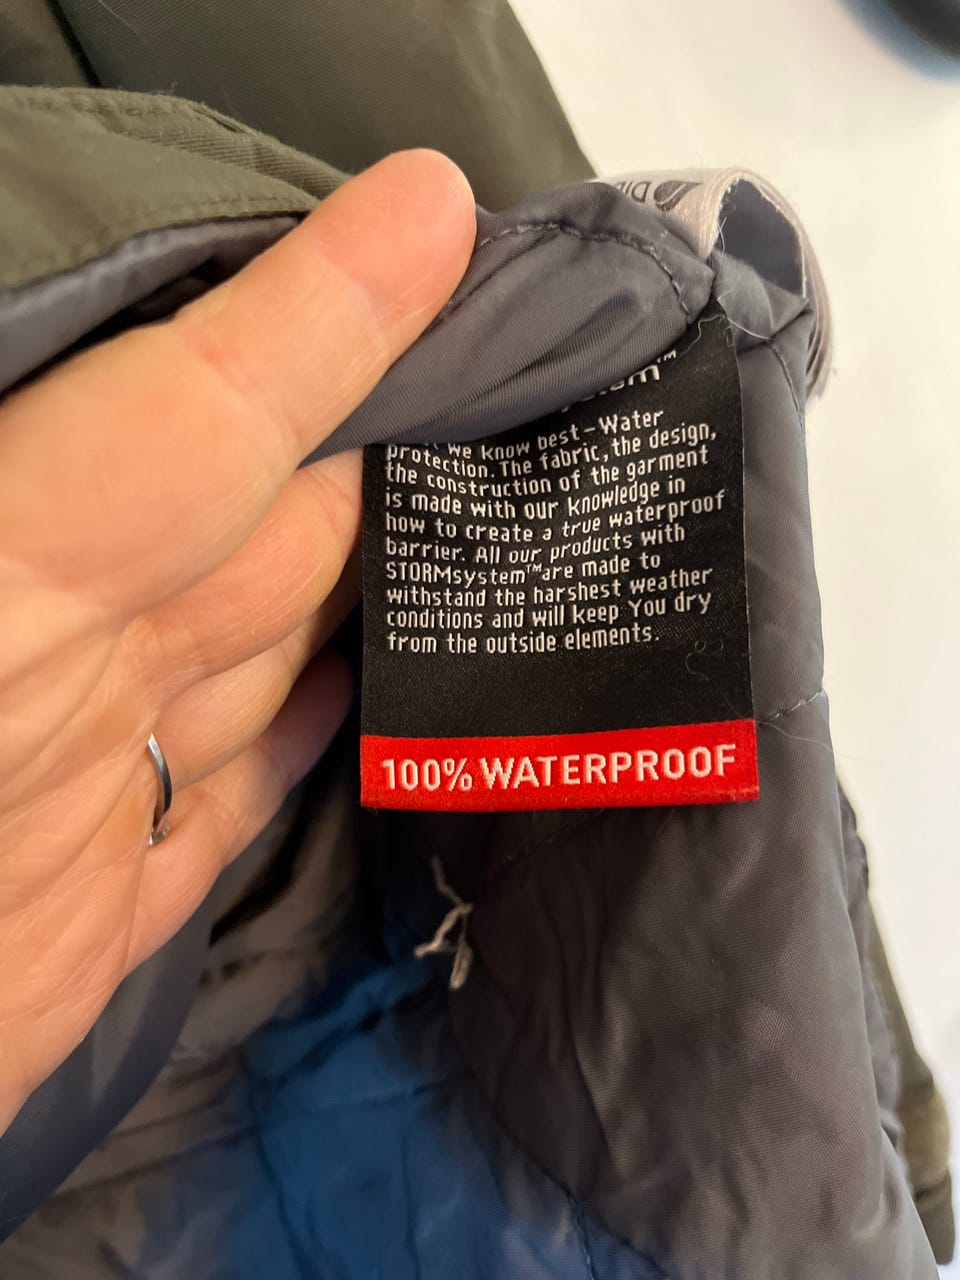 we know best-Water
protection. The fabric, the design,
the construction of the garment
is made with our knowledge in
how to create a true waterproof
barrier. All our products with
STORMsystem™are made to
withstand the harshest weather
conditions and will keep You dry
from the outside elements.
100% WATERPROOF